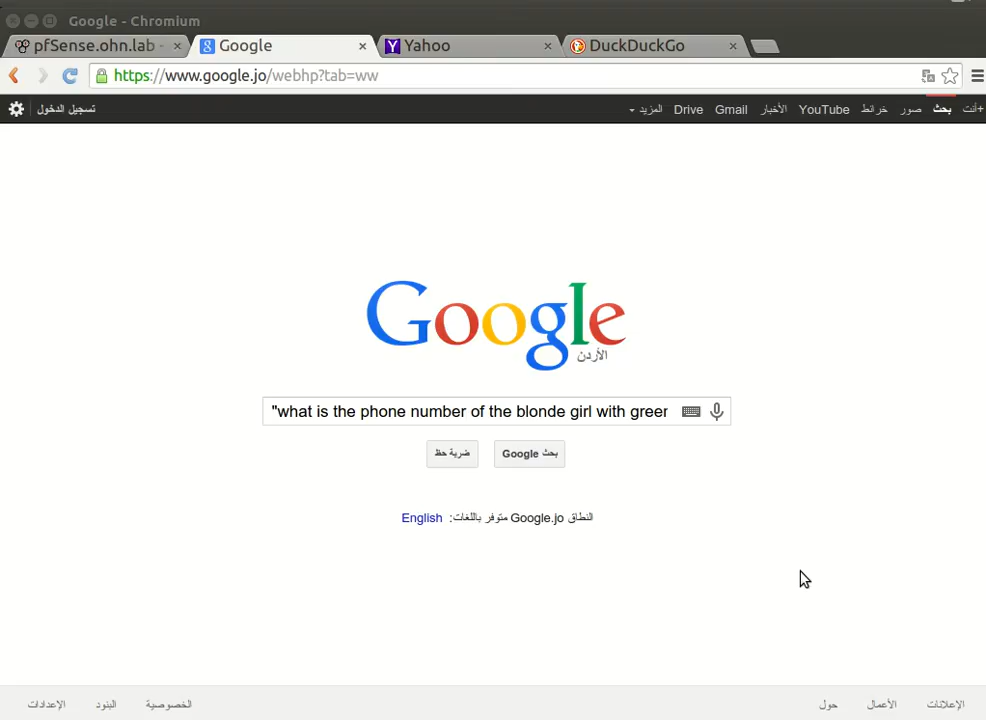 Google - Chromium
pfSense.ohn.lab - Google Yahoo DuckDuckGo
https://www.google.jo/webhp?tab=ww
+أنت بحث صور خرائط YouTube الأخبار Gmail Drive المزيد تسجيل الدخول
Google
الأردن
"what is the phone number of the blonde girl with greer
بحث Google ضربة حظ
النطاق Google.jo متوفر باللغات: English
الإعلانات الأعمال حول الخصوصية البنود الإعدادات